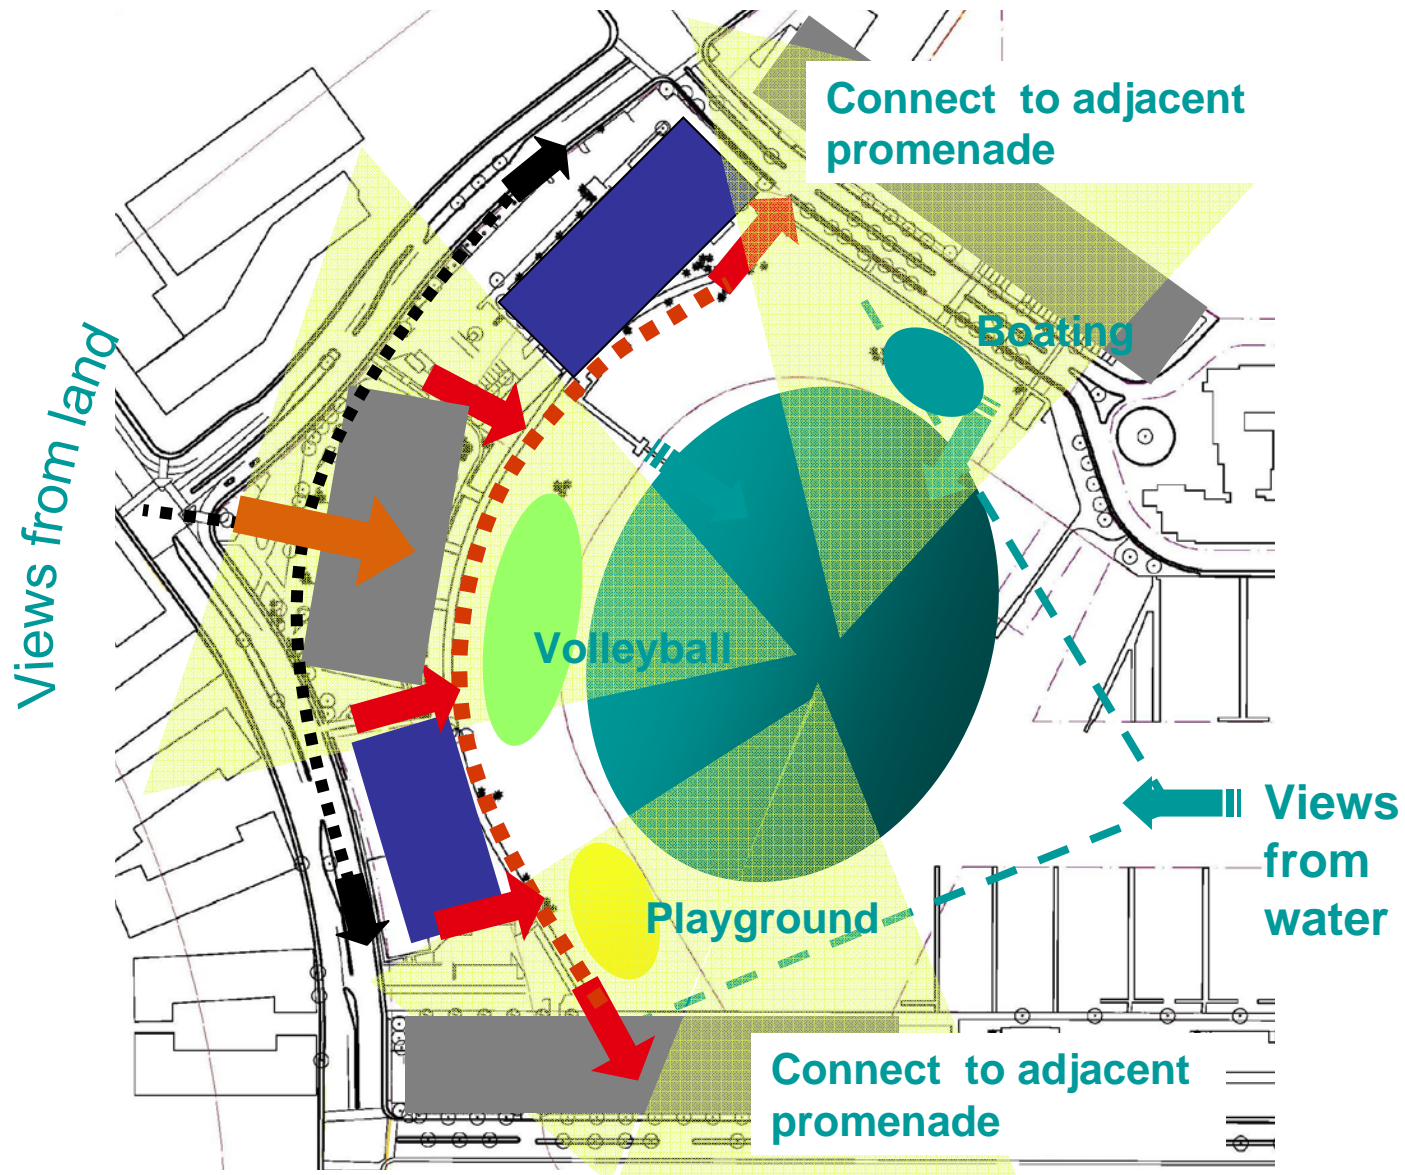 Connect to adjacent
promenade
Boating
Views from land
Volleyball
Views
from
water
Playground
Connect to adjacent
promenade